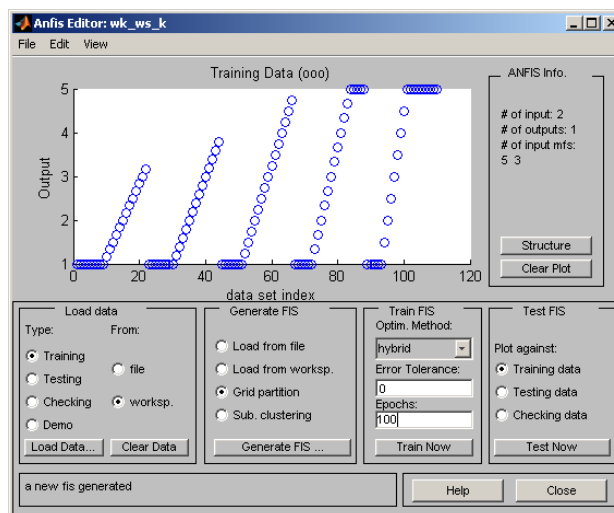 Anfis Editor: wk_ws_k
File Edit View
Training Data (ooo)
5
4
3
2
1
Output
0 20 40 60 80 100 120
data set index
ANFIS Info.
# of input: 2
# of outputs: 1
# of input mfs:
5 3
Structure
Clear Plot
Load data
Type:
From:
Training
Testing
Checking
Demo
file
worksp.
Load Data...
Clear Data
Generate FIS
Load from file
Load from worksp.
Grid partition
Sub. clustering
Generate FIS ...
Train FIS
Optim. Method:
hybrid
Error Tolerance:
0
Epochs:
100
Train Now
Test FIS
Plot against:
Training data
Testing data
Checking data
Test Now
a new fis generated
Help
Close